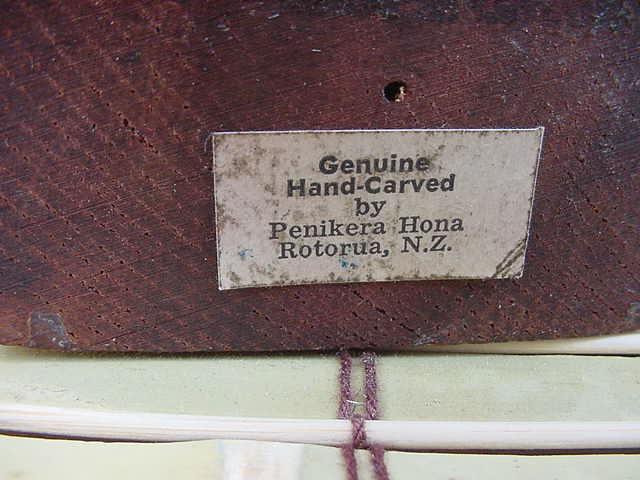 Genuine
Hand-Carved
by
Penikera Hona
Rotorua, N.Z.